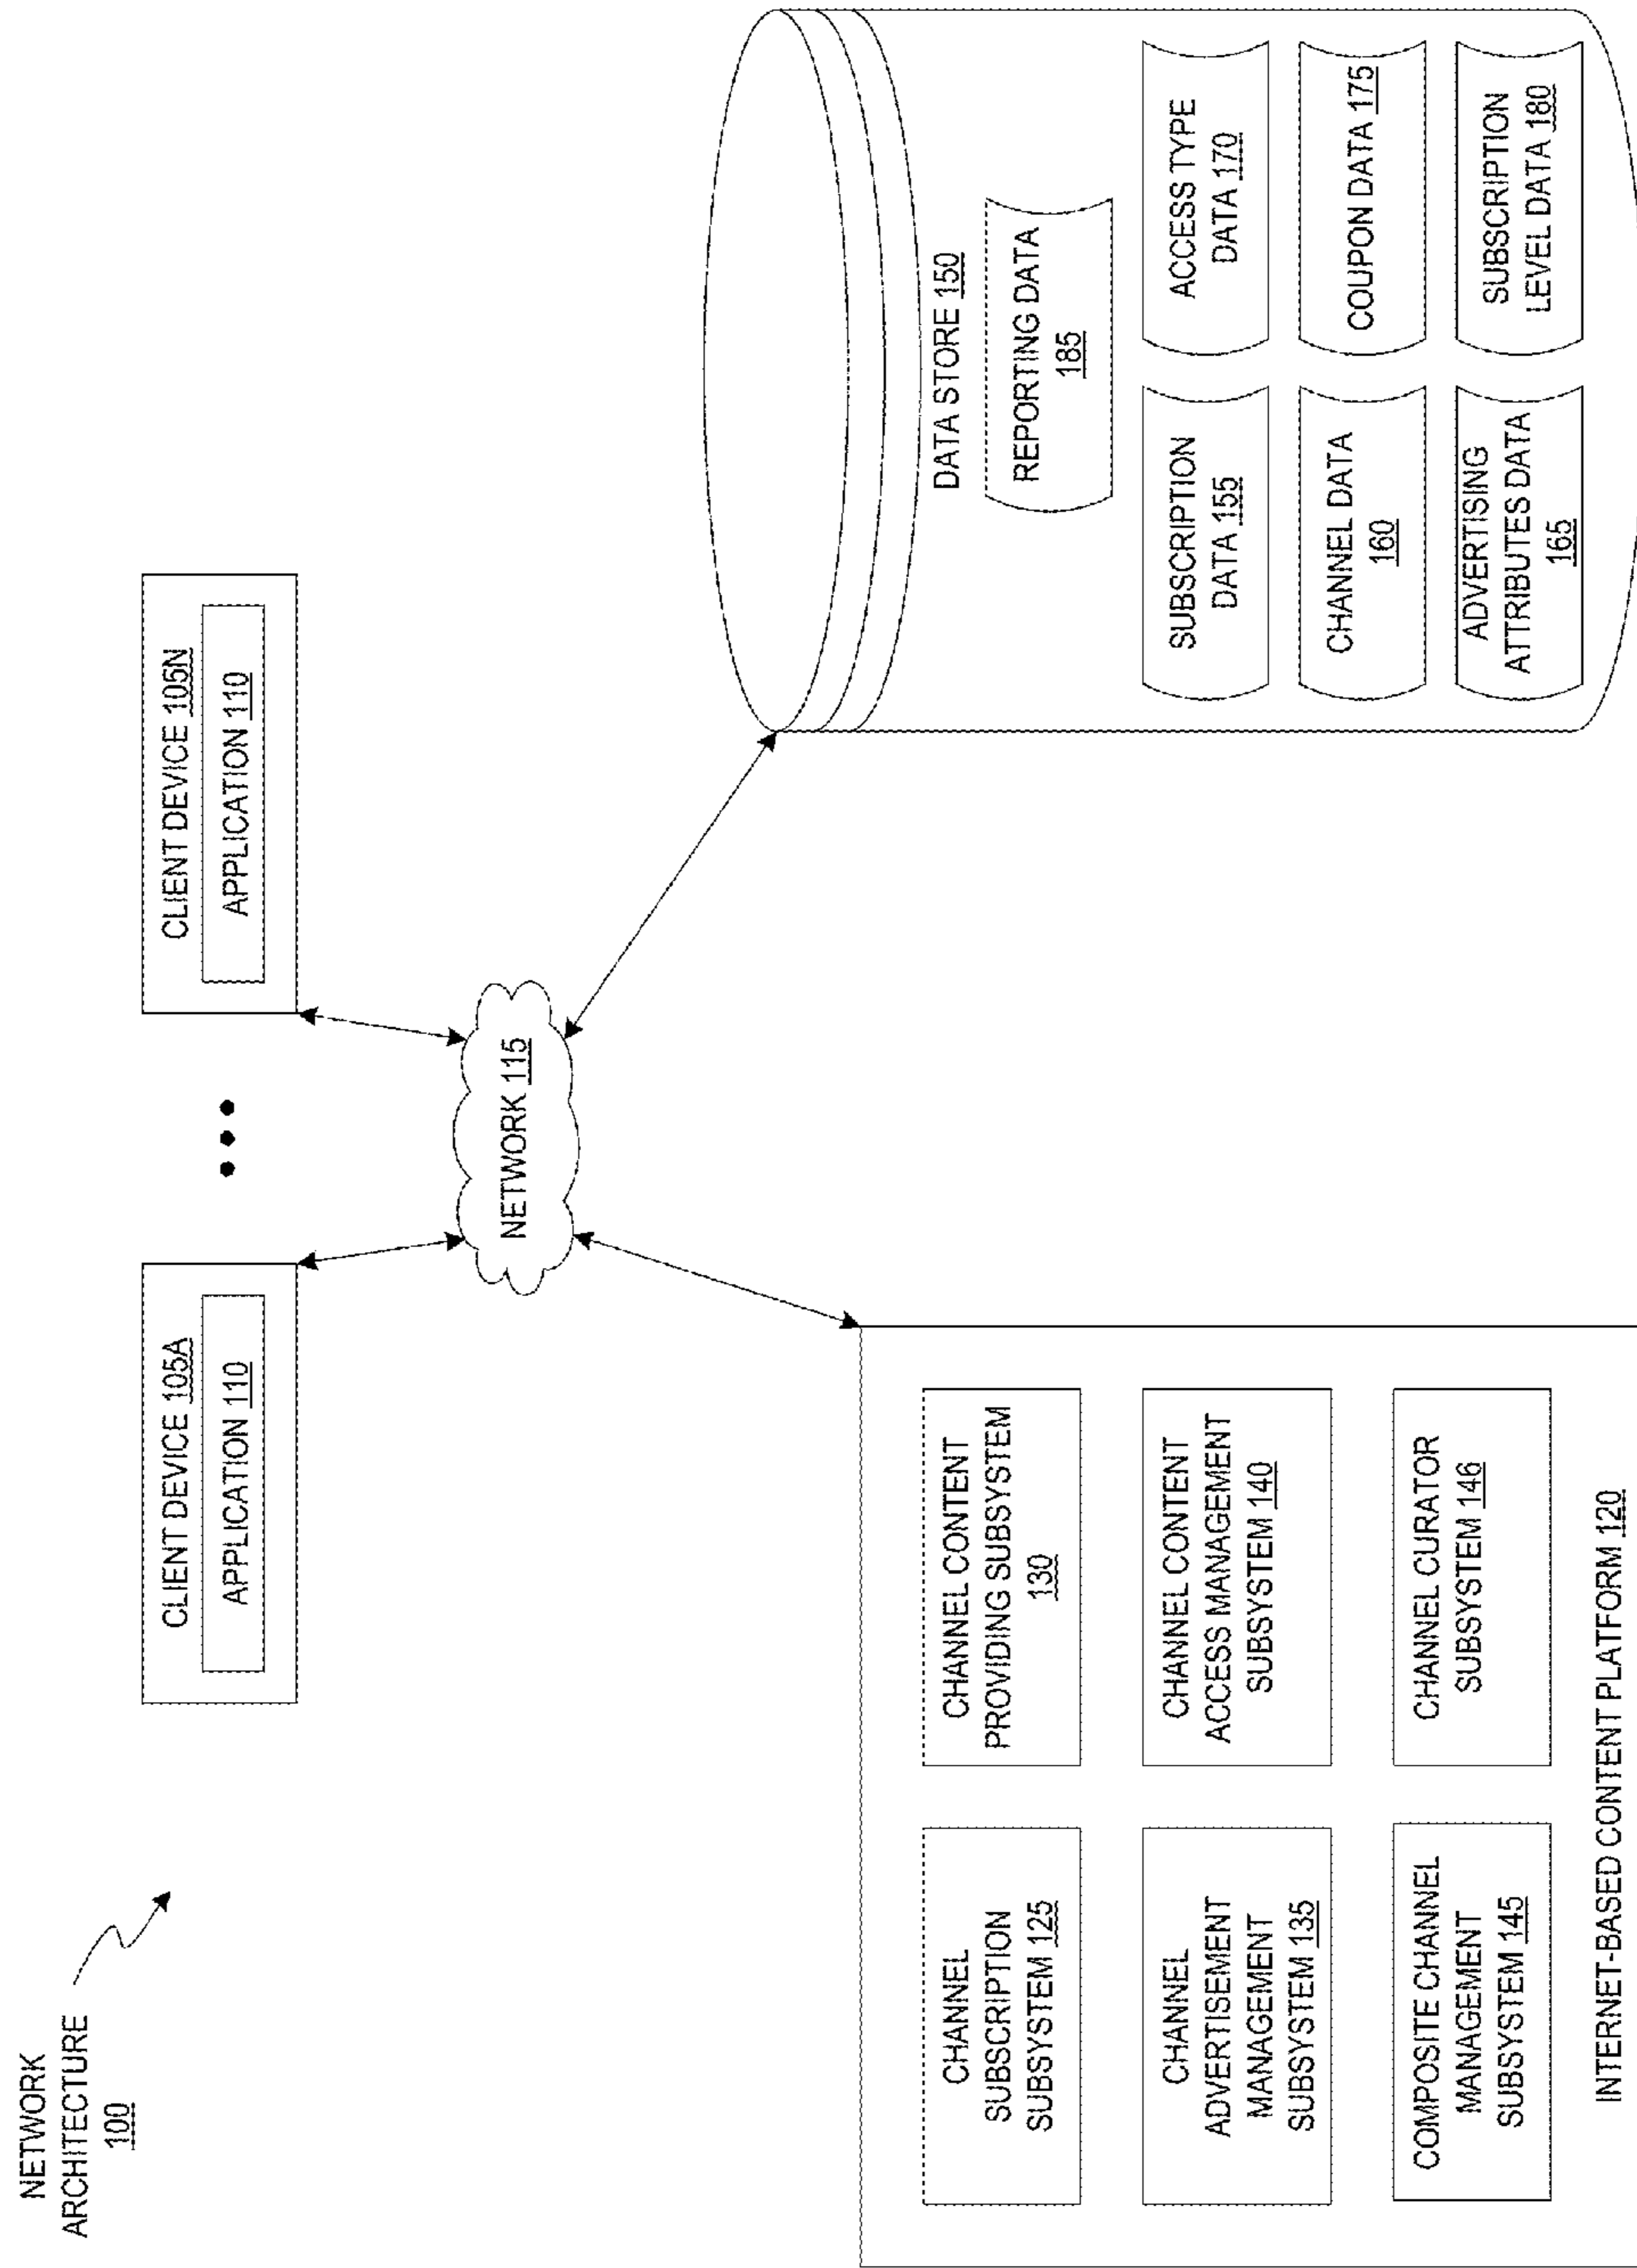 NETWORK
ARCHITECTURE
100
CLIENT DEVICE 105A
APPLICATION 110
CLIENT DEVICE 105N
APPLICATION 110
NETWORK 115
CHANNEL
SUBSCRIPTION
SUBSYSTEM 125
CHANNEL CONTENT
PROVIDING SUBSYSTEM
130
CHANNEL
ADVERTISEMENT
MANAGEMENT
SUBSYSTEM 135
CHANNEL CONTENT
ACCESS MANAGEMENT
SUBSYSTEM 140
COMPOSITE CHANNEL
MANAGEMENT
SUBSYSTEM 145
CHANNEL CURATOR
SUBSYSTEM 146
INTERNET-BASED CONTENT PLATFORM 120
DATA STORE 150
REPORTING DATA
185
SUBSCRIPTION
DATA 155
ACCESS TYPE
DATA 170
CHANNEL DATA
160
COUPON DATA 175
ADVERTISING
ATTRIBUTES DATA
165
SUBSCRIPTION
LEVEL DATA 180